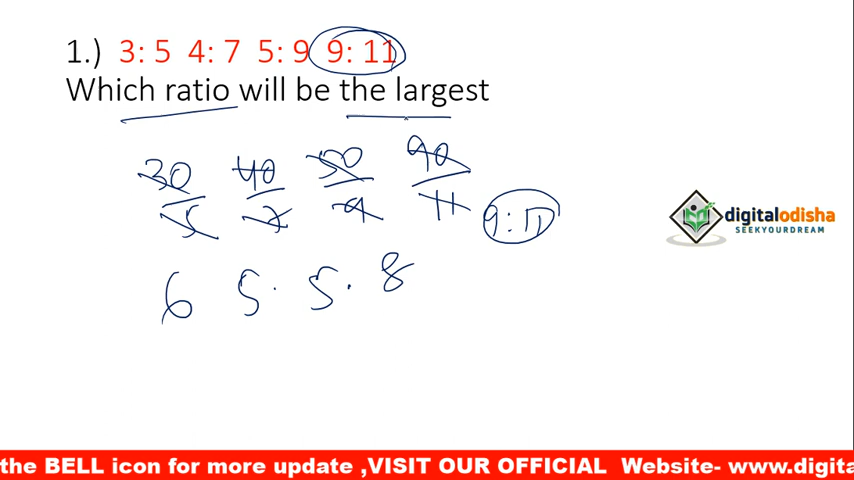 1.) 3: 5 4: 7 5: 9 9: 11
Which ratio will be the largest
30 40 50 90
5 7 9 11
9:11
6 5. 5. 8
digitalodisha
SEEKYOURDREAM
the BELL icon for more update ,VISIT OUR OFFICIAL Website- www.digita